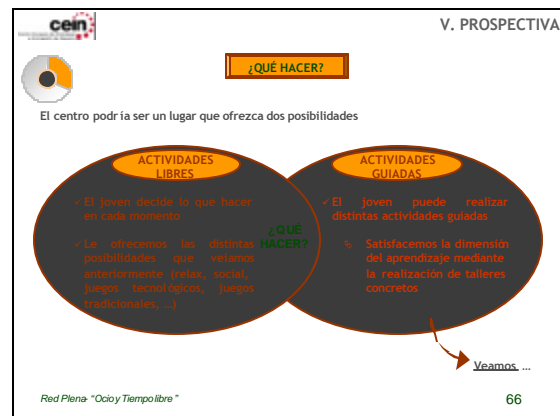 cein
V. PROSPECTIVA
¿QUÉ HACER?
El centro podría ser un lugar que ofrezca dos posibilidades
ACTIVIDADES
LIBRES
✓ El joven decide lo que hacer
en cada momento
✓ Le ofrecemos las distintas
posibilidades que veíamos
anteriormente (relax, social,
juegos tecnológicos, juegos
tradicionales, …)
¿QUÉ
HACER?
ACTIVIDADES
GUIADAS
✓ El joven puede realizar
distintas actividades guiadas
Satisfacemos la dimensión
del aprendizaje mediante
la realización de talleres
concretos
Veamos …
Red Plena- "Ocio y Tiempo libre"
66